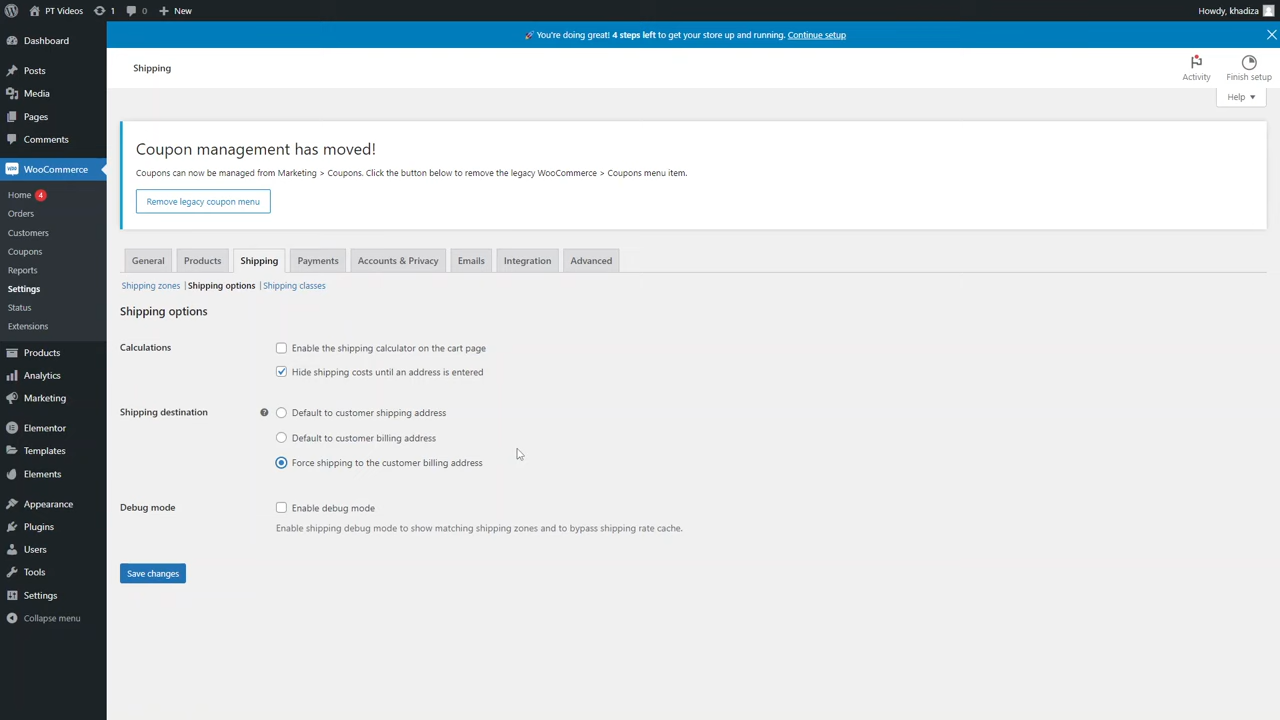 PT Videos 1 0 + New Howdy, khadiza
🚀 You're doing great! 4 steps left to get your store up and running. Continue setup
Dashboard
Posts
Media
Pages
Comments
WooCommerce
Home 4
Orders
Customers
Coupons
Reports
Settings
Status
Extensions
Products
Analytics
Marketing
Elementor
Templates
Elements
Appearance
Plugins
Users
Tools
Settings
Collapse menu
Shipping
Activity
Finish setup
Help
Coupon management has moved!
Coupons can now be managed from Marketing > Coupons. Click the button below to remove the legacy WooCommerce > Coupons menu item.
Remove legacy coupon menu
General Products Shipping Payments Accounts & Privacy Emails Integration Advanced
Shipping zones | Shipping options | Shipping classes
Shipping options
Calculations
Enable the shipping calculator on the cart page
Hide shipping costs until an address is entered
Shipping destination
Default to customer shipping address
Default to customer billing address
Force shipping to the customer billing address
Debug mode
Enable debug mode
Enable shipping debug mode to show matching shipping zones and to bypass shipping rate cache.
Save changes